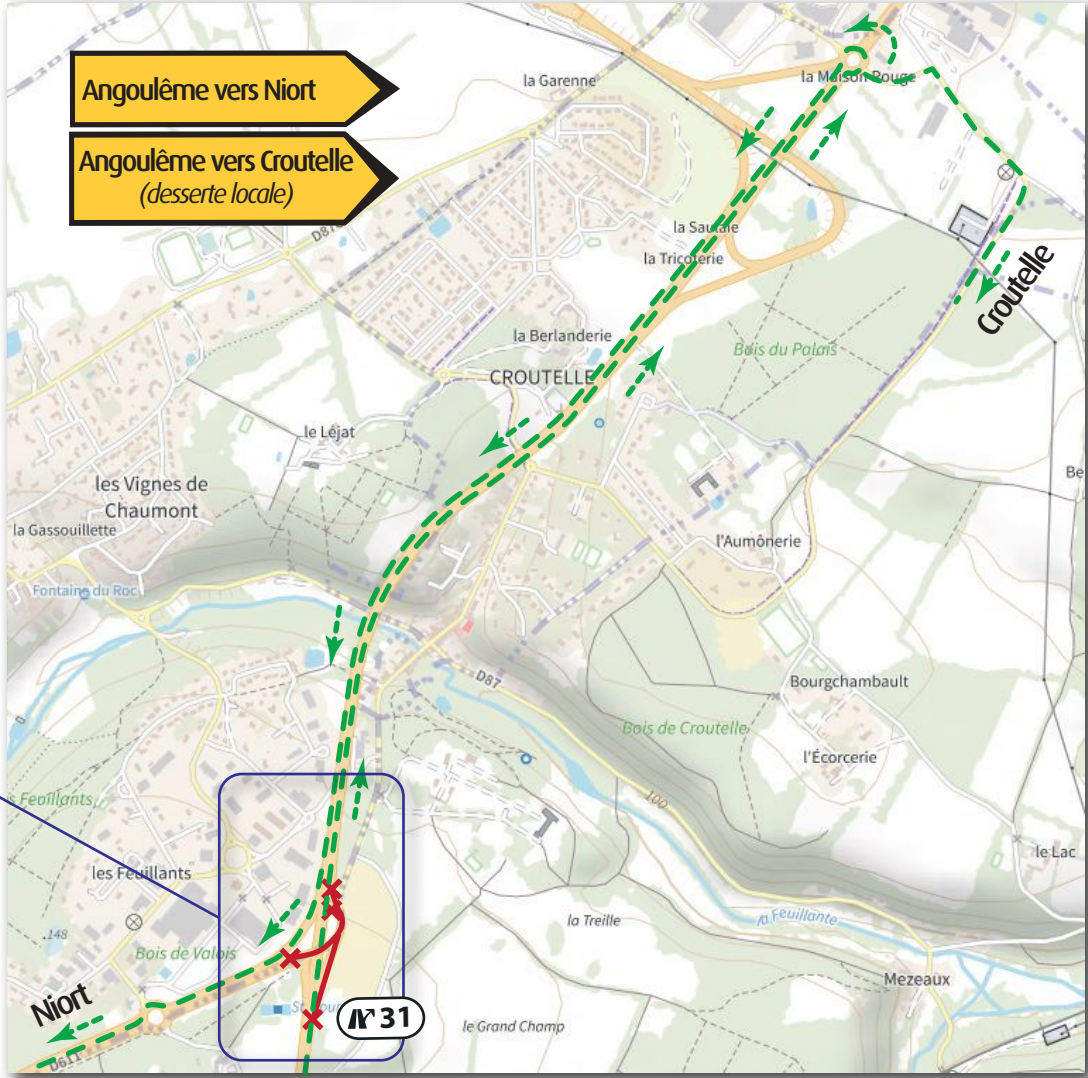 Angoulême vers Niort
Angoulême vers Croutelle
(desserte locale)
la Garenne
la Maison Rouge
la Saulaie
la Tricoterie
Croutelle
la Berlanderie
Bois du Palais
CROUTELLE
le Léjat
les Vignes de
Chaumont
la Gassouillette
l'Aumônerie
Fontaine du Roc
D87
Bourgchambault
Bois de Croutelle
l'Écorcerie
100
s Feuillants
les Feuillants
le Lac
la Treille
la Feuillante
148
Bois de Valois
Mezeaux
Niort
31
le Grand Champ
D611